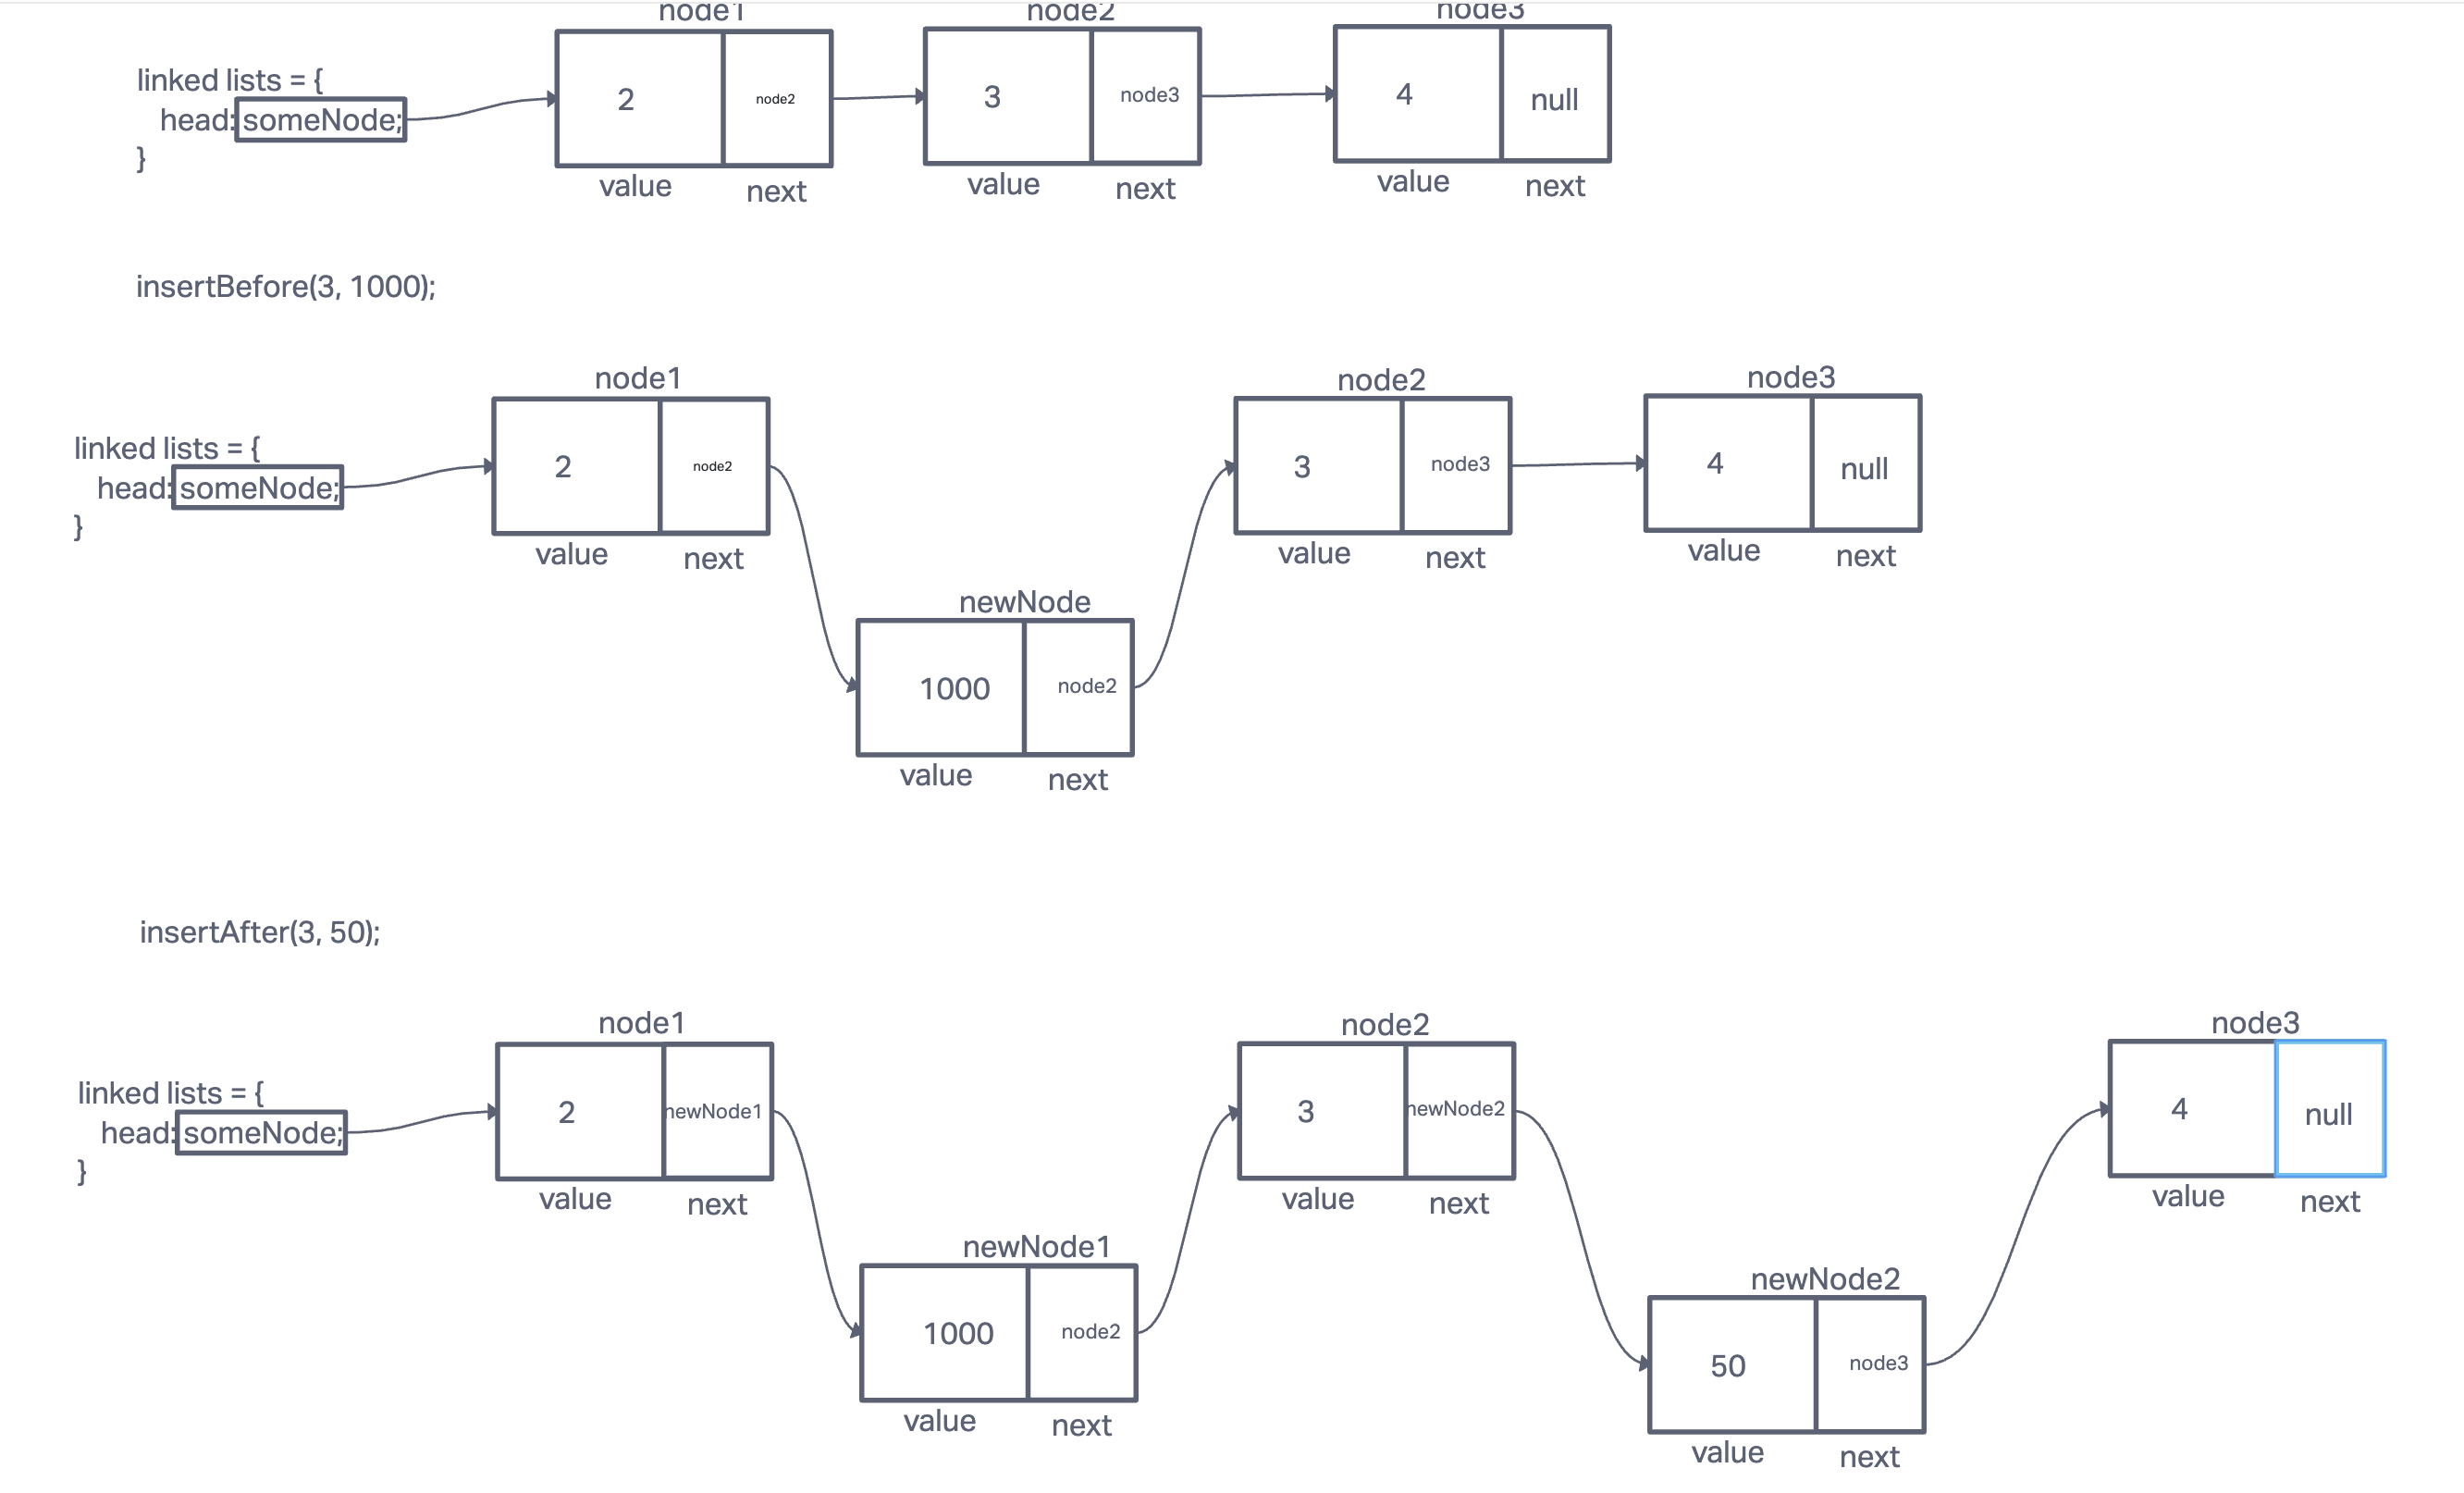 node1 node2 node3
linked lists = {
head: someNode;
}
2 node2 3 node3 4 null
value next value next value next
insertBefore(3, 1000);
node1 node2 node3
linked lists = {
head: someNode;
}
2 node2 3 node3 4 null
value next value next value next
newNode
1000 node2
value next
insertAfter(3, 50);
node1 node2 node3
linked lists = {
head: someNode;
}
2 newNode1 3 newNode2 4 null
value next value next value next
newNode1
1000 node2
value next
newNode2
50 node3
value next